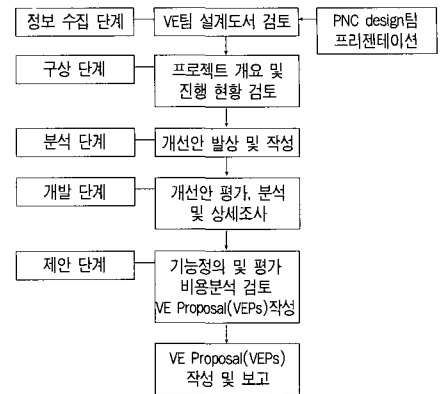 정보 수집 단계
VE팀 설계도서 검토
PNC design팀
프리젠테이션
구상 단계
프로젝트 개요 및
진행 현황 검토
분석 단계
개선안 발상 및 작성
개발 단계
개선안 평가, 분석
및 상세조사
제안 단계
기능정의 및 평가
비용분석 검토
VE Proposal(VEPs)작성
VE Proposal(VEPs)
작성 및 보고